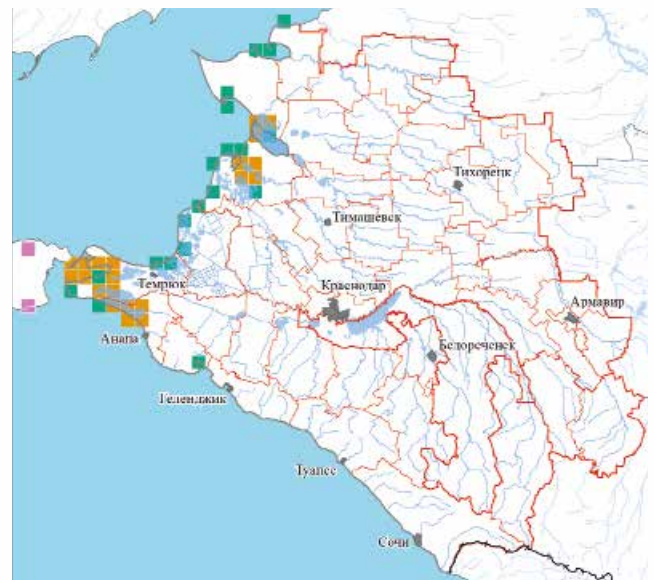 Тихорецк
Тимашёвск
Темрюк
Краснодар
Армавир
Анапа
Белореченск
Геленджик
Туапсе
Сочи